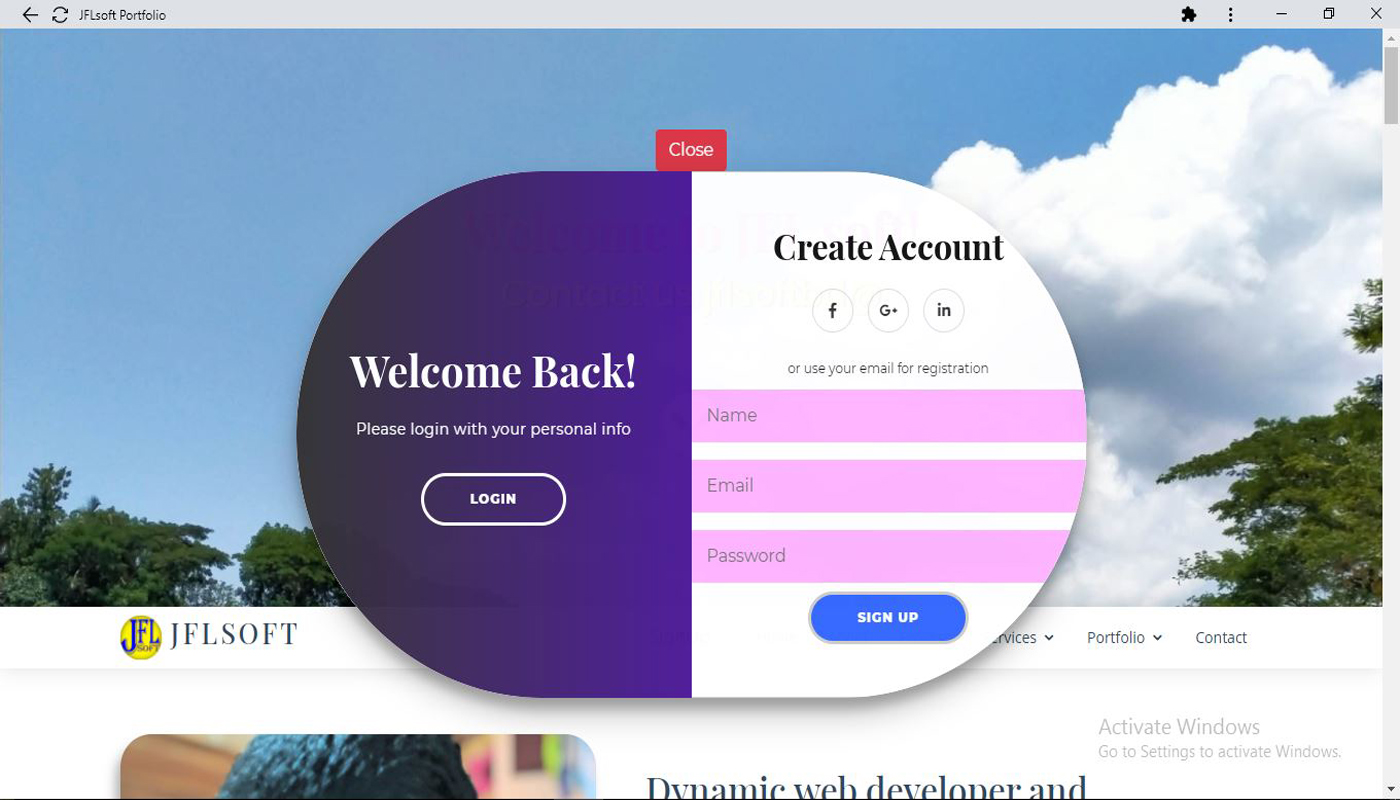 JFLsoft Portfolio
Close
Create Account
f
G+
in
Welcome Back!
or use your email for registration
Name
Please login with your personal info
Email
LOGIN
Password
SIGN UP
JFL
SOFT
JFLSOFT
ervices
Portfolio
Contact
Activate Windows
Go to Settings to activate Windows.
Dynamic web developer and